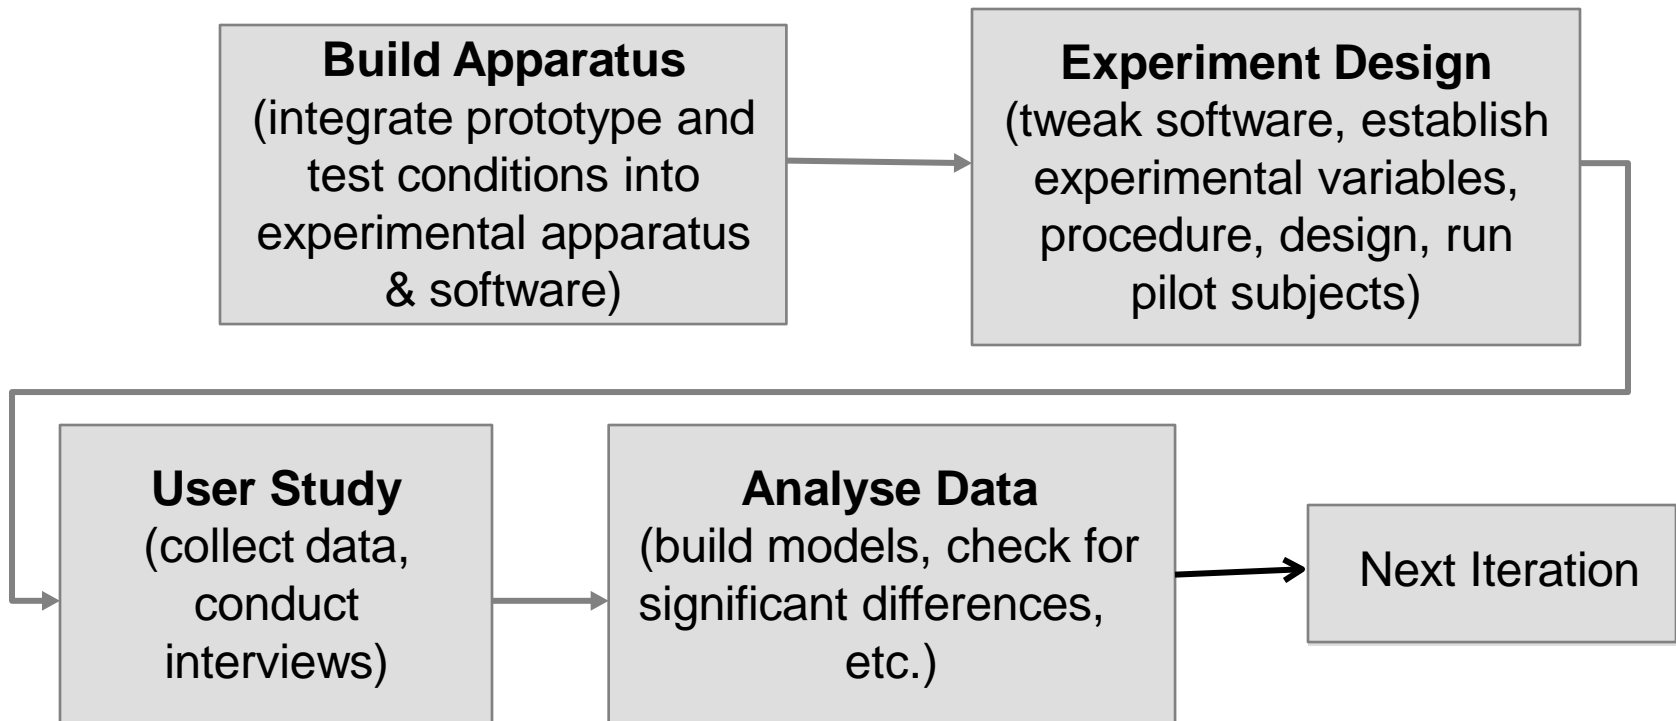 Build Apparatus
(integrate prototype and
test conditions into
experimental apparatus
& software)
Experiment Design
(tweak software, establish
experimental variables,
procedure, design, run
pilot subjects)
User Study
(collect data,
conduct
interviews)
Analyse Data
(build models, check for
significant differences,
etc.)
Next Iteration